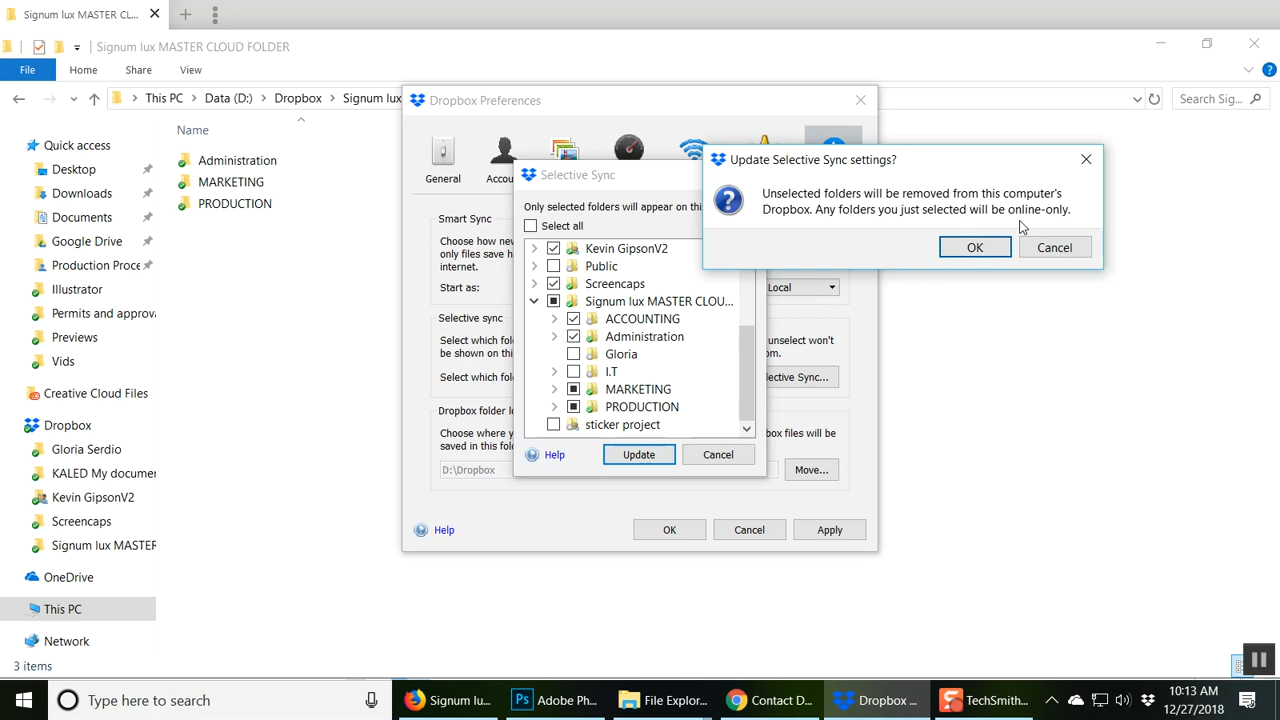 Signum lux MASTER CL...
Signum lux MASTER CLOUD FOLDER
File Home Share View
This PC Data (D:) Dropbox Signum lux
Search Sig...
Name
Administration
MARKETING
PRODUCTION
Quick access
Desktop
Downloads
Documents
Google Drive
Production Proce
Illustrator
Permits and approva
Previews
Vids
Creative Cloud Files
Dropbox
Gloria Serdio
KALED My documer
Kevin GipsonV2
Screencaps
Signum lux MASTER
OneDrive
This PC
Network
3 items
Dropbox Preferences
General
Accou
Smart Sync
Choose how nev
only files save h
internet.
Start as:
Local
Selective sync
Select which fol
unselect won't
be shown on this
om.
Select which fol
lective Sync...
Dropbox folder lo
Choose where y
box files will be
saved in this fold
D:\Dropbox
Move...
Help
OK
Cancel
Apply
Selective Sync
Only selected folders will appear on this
Select all
Kevin GipsonV2
Public
Screencaps
Signum lux MASTER CLOU...
ACCOUNTING
Administration
Gloria
I.T
MARKETING
PRODUCTION
sticker project
Help
Update
Cancel
Update Selective Sync settings?
Unselected folders will be removed from this computer's
Dropbox. Any folders you just selected will be online-only.
OK
Cancel
Type here to search
Signum lu...
Ps
Adobe Ph...
File Explor...
Contact D...
Dropbox ...
TechSmith...
10:13 AM
12/27/2018